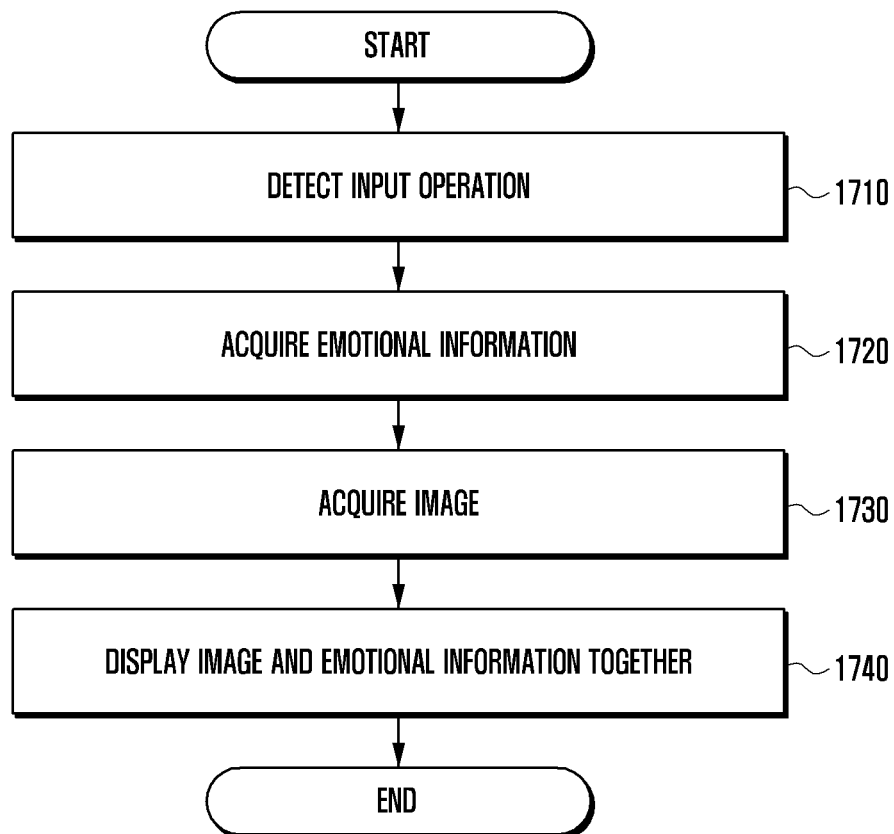 START
DETECT INPUT OPERATION
1710
ACQUIRE EMOTIONAL INFORMATION
1720
ACQUIRE IMAGE
1730
DISPLAY IMAGE AND EMOTIONAL INFORMATION TOGETHER
1740
END